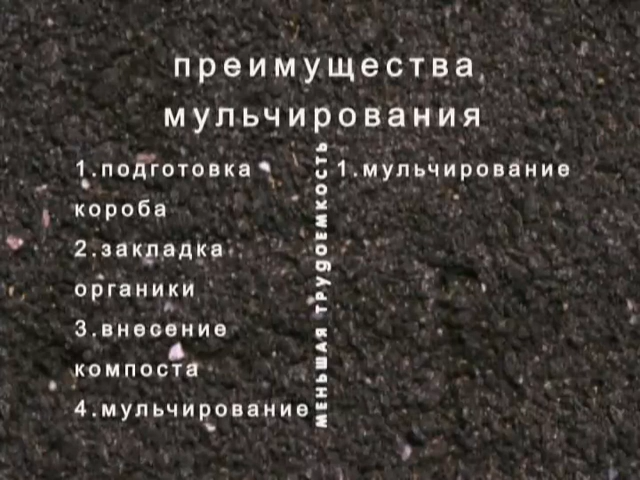 преимущества
мульчирования
1.подготовка
короба
2.закладка
органики
3.внесение
компоста
4.мульчирование
меньшая трудоемкость
1.мульчирование